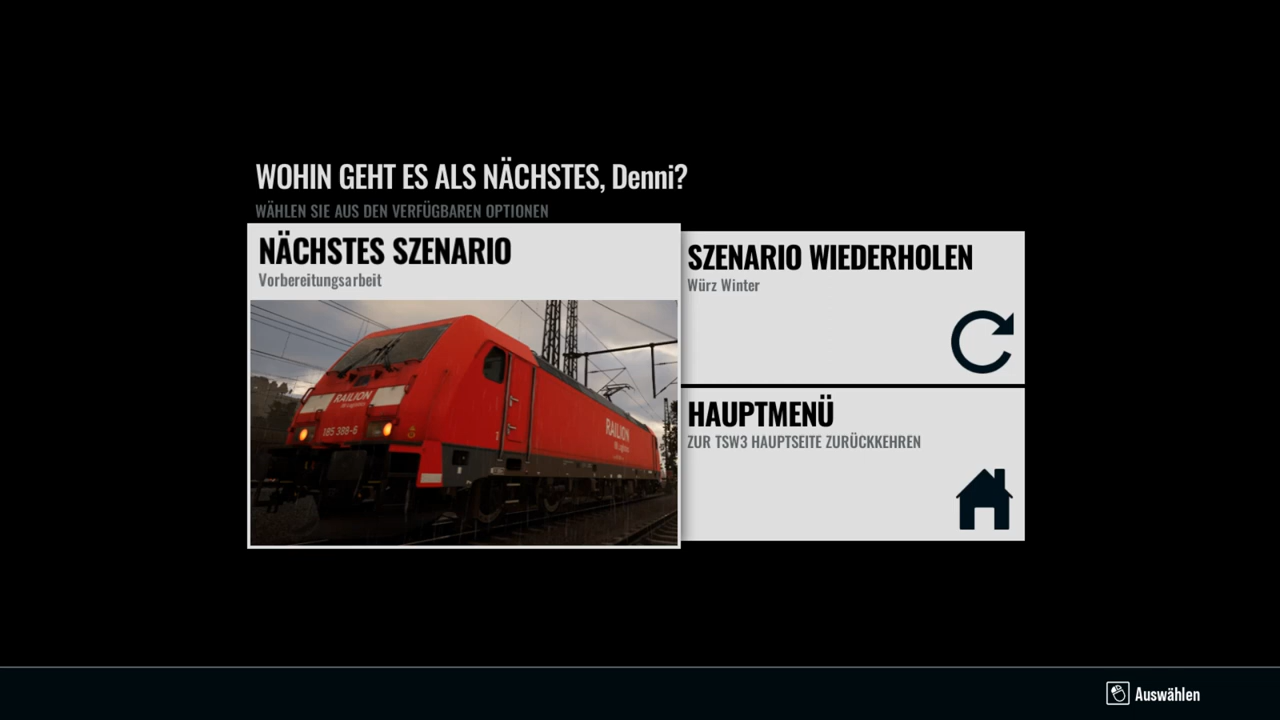 WOHIN GEHT ES ALS NÄCHSTES, Denni?
WÄHLEN SIE AUS DEN VERFÜGBAREN OPTIONEN
NÄCHSTES SZENARIO
Vorbereitungsarbeit
RAILION
185 389-6
RAILION
SZENARIO WIEDERHOLEN
Würz Winter
HAUPTMENÜ
ZUR TSW3 HAUPTSEITE ZURÜCKKEHREN
Auswählen